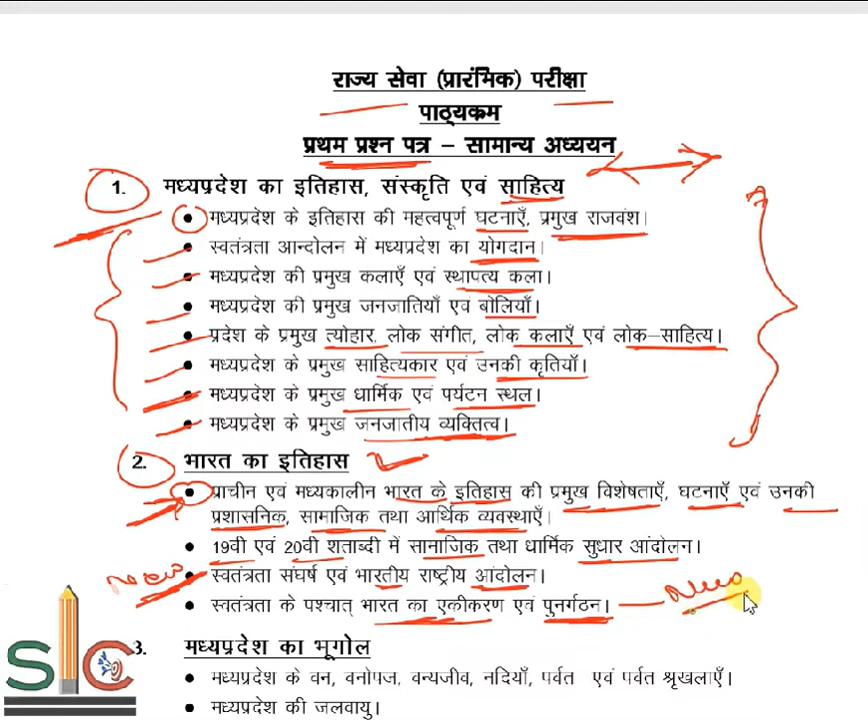 राज्य सेवा (प्रारंमिक) परीक्षा
पाठ्यकम
प्रथम प्रश्न पत्र – सामान्य अध्ययन
1. मध्यप्रदेश का इतिहास, संस्कृति एवं साहित्य
• मध्यप्रदेश के इतिहास की महत्वपूर्ण घटनाएँ, प्रमुख राजवंश।
• स्वतंत्रता आन्दोलन में मध्यप्रदेश का योगदान।
• मध्यप्रदेश की प्रमुख कलाएँ एवं स्थापत्य कला।
• मध्यप्रदेश की प्रमुख जनजातियाँ एवं बोलियाँ।
• प्रदेश के प्रमुख त्योहार, लोक संगीत, लोक कलाएँ एवं लोक–साहित्य।
• मध्यप्रदेश के प्रमुख साहित्यकार एवं उनकी कृतियाँ।
• मध्यप्रदेश के प्रमुख धार्मिक एवं पर्यटन स्थल।
• मध्यप्रदेश के प्रमुख जनजातीय व्यक्तित्व।
2. भारत का इतिहास
• प्राचीन एवं मध्यकालीन भारत के इतिहास की प्रमुख विशेषताएँ, घटनाएँ एवं उनकी
प्रशासनिक, सामाजिक तथा आर्थिक व्यवस्थाएँ।
• 19वी एवं 20वी शताब्दी में सामाजिक तथा धार्मिक सुधार आंदोलन।
New • स्वतंत्रता संघर्ष एवं भारतीय राष्ट्रीय आंदोलन।
• स्वतंत्रता के पश्चात् भारत का एकीकरण एवं पुनर्गठन। New
3. मध्यप्रदेश का भूगोल
• मध्यप्रदेश के वन, वनोपज, वन्यजीव, नदियाँ, पर्वत एवं पर्वत श्रृखलाएँ।
• मध्यप्रदेश की जलवायु।
SIC